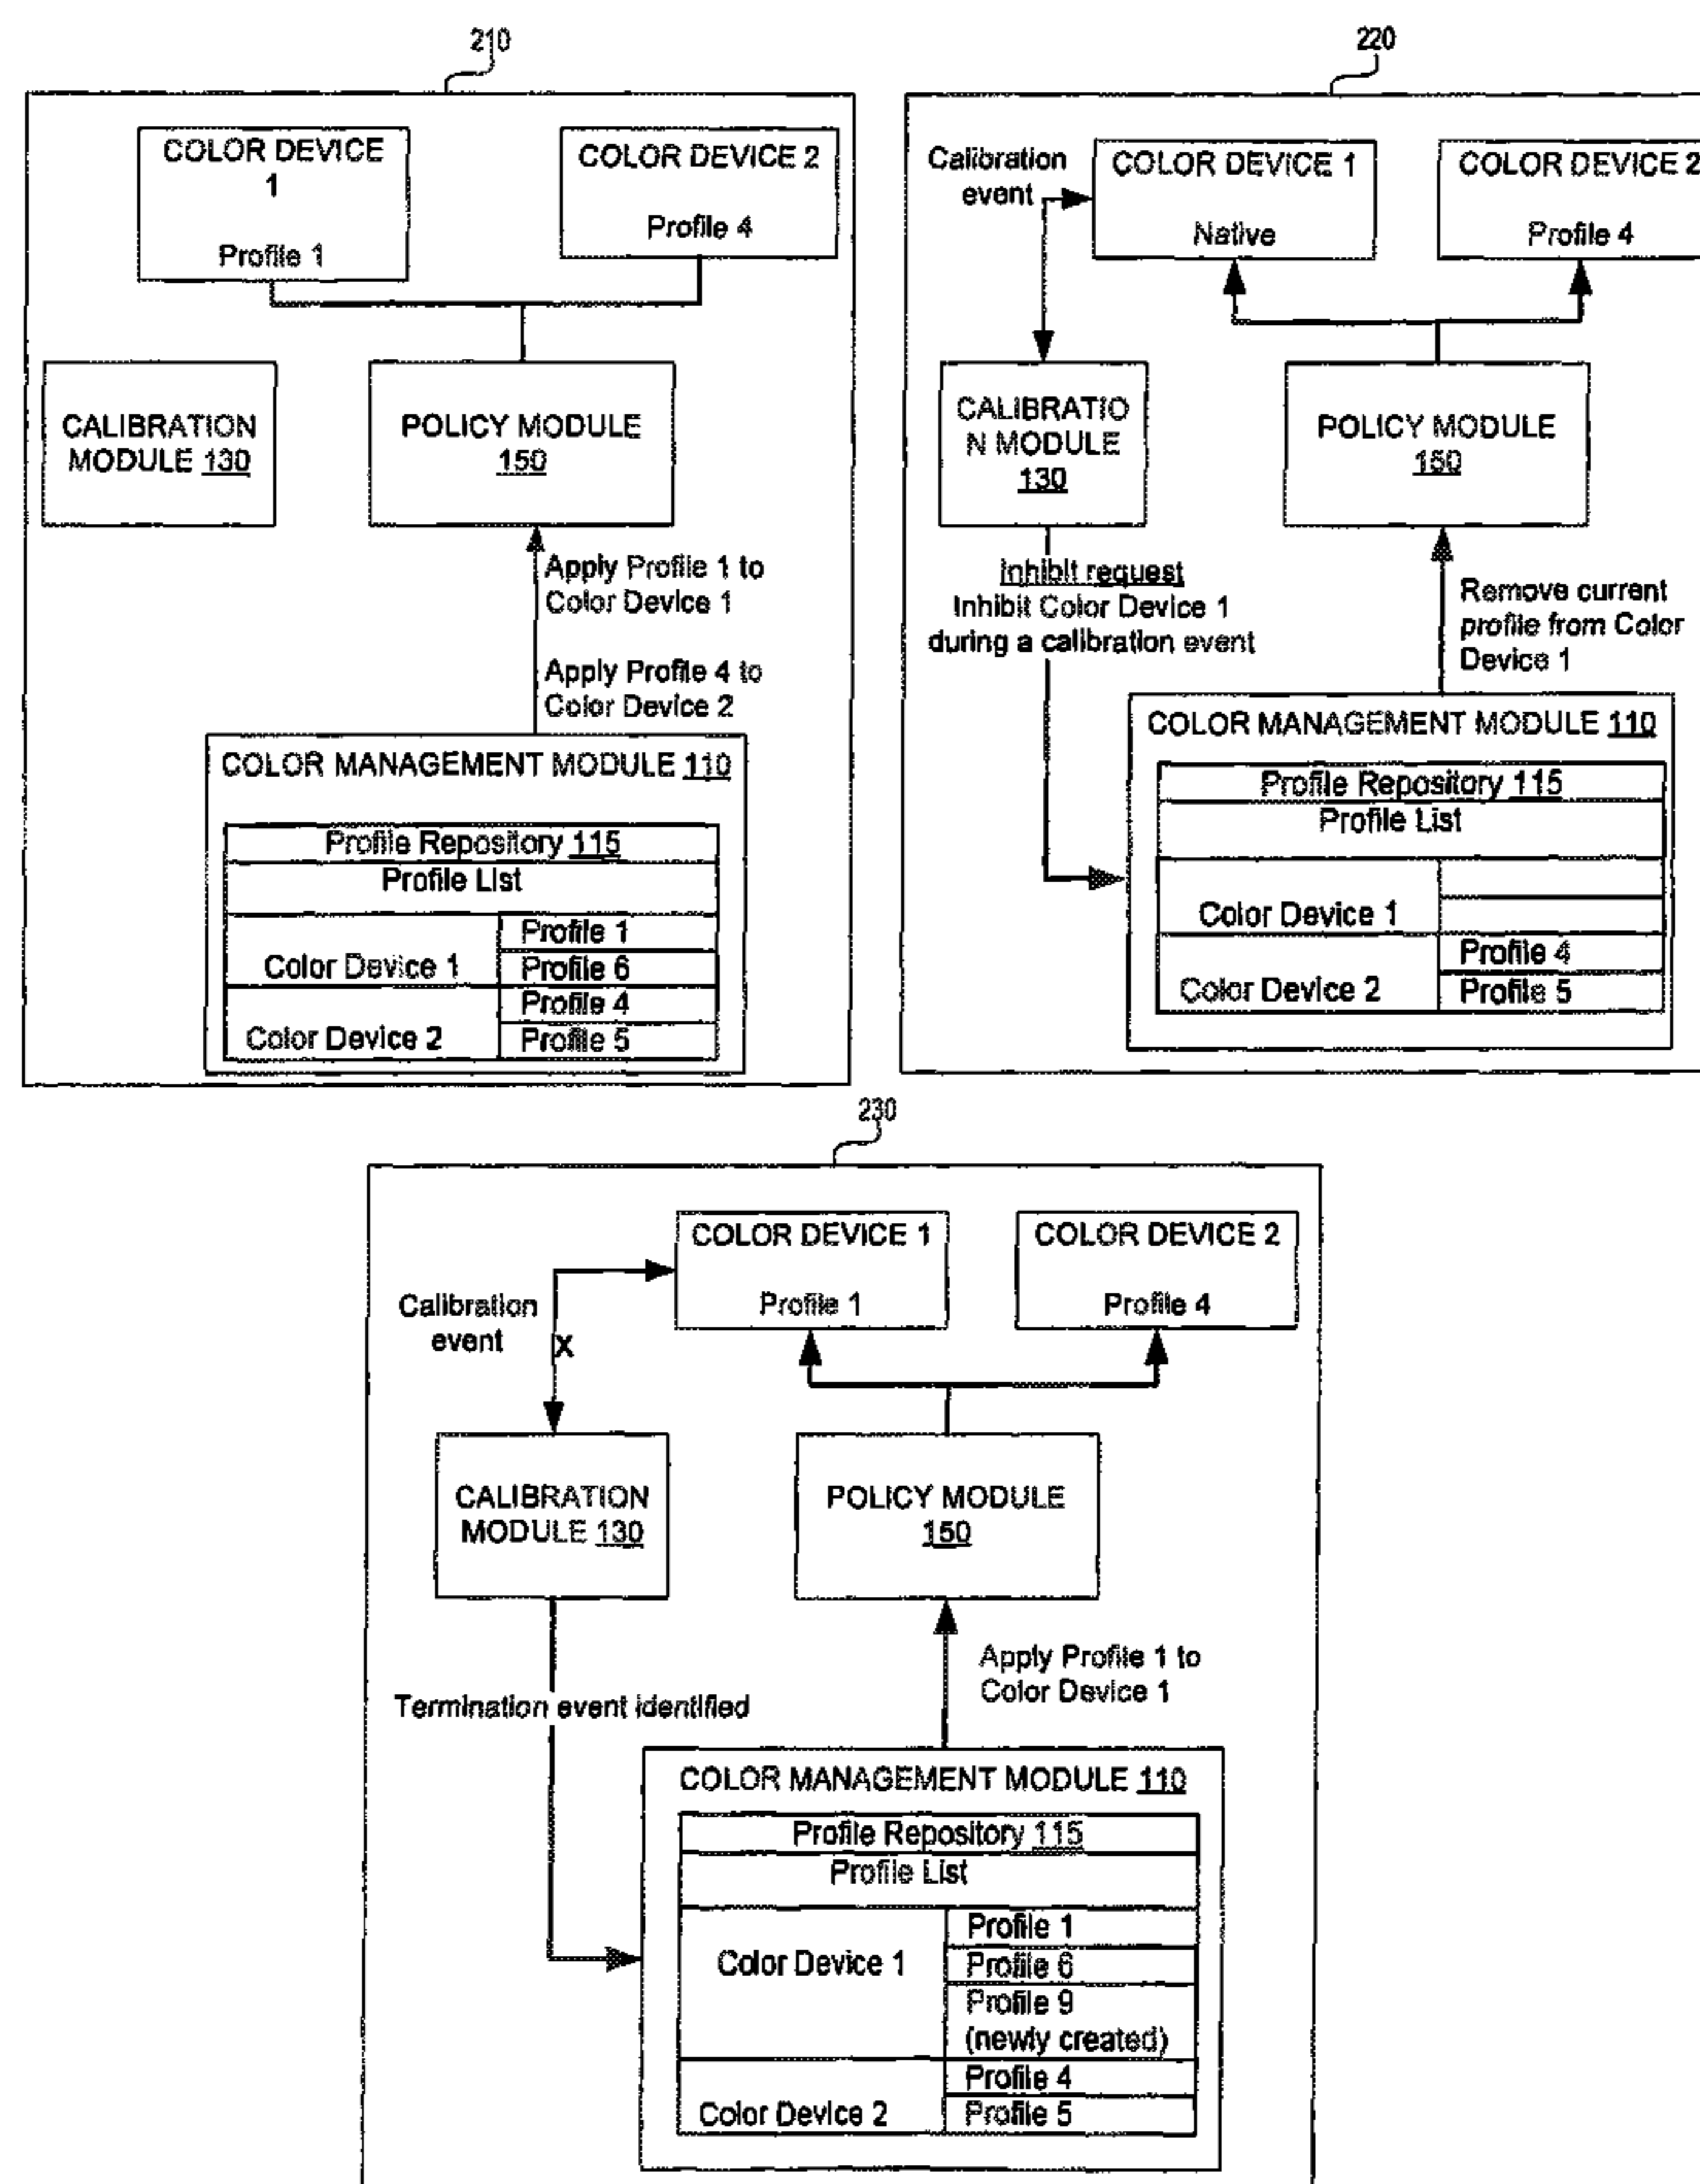 210
COLOR DEVICE
1
Profile 1
COLOR DEVICE 2
Profile 4
CALIBRATION
MODULE 130
POLICY MODULE
150
Apply Profile 1 to
Color Device 1
Apply Profile 4 to
Color Device 2
COLOR MANAGEMENT MODULE 110
Profile Repository 115
Profile List
Color Device 1
Profile 1
Profile 6
Color Device 2
Profile 4
Profile 5
220
Calibration
event
COLOR DEVICE 1
Native
COLOR DEVICE 2
Profile 4
CALIBRATIO
N MODULE
130
POLICY MODULE
150
Inhibit request
Inhibit Color Device 1
during a calibration event
Remove current
profile from Color
Device 1
COLOR MANAGEMENT MODULE 110
Profile Repository 115
Profile List
Color Device 1
Color Device 2
Profile 4
Profile 5
230
COLOR DEVICE 1
Profile 1
COLOR DEVICE 2
Profile 4
Calibration
event
X
CALIBRATION
MODULE 130
POLICY MODULE
150
Apply Profile 1 to
Color Device 1
Termination event identified
COLOR MANAGEMENT MODULE 110
Profile Repository 115
Profile List
Color Device 1
Profile 1
Profile 6
Profile 9
(newly created)
Color Device 2
Profile 4
Profile 5